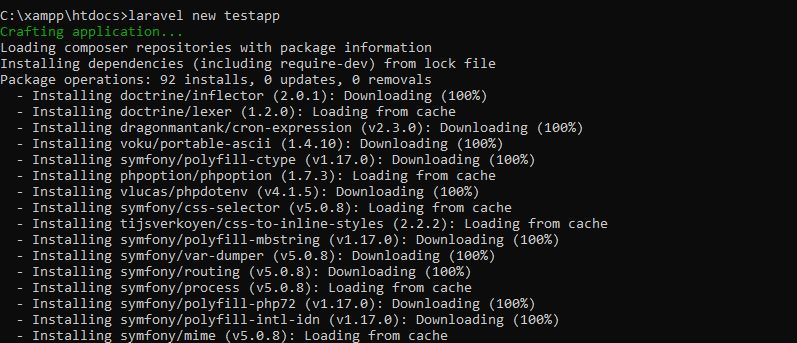 C:\xampp\htdocs>laravel new testapp
Crafting application...
Loading composer repositories with package information
Installing dependencies (including require-dev) from lock file
Package operations: 92 installs, 0 updates, 0 removals
  - Installing doctrine/inflector (2.0.1): Downloading (100%)
  - Installing doctrine/lexer (1.2.0): Loading from cache
  - Installing dragonmantank/cron-expression (v2.3.0): Downloading (100%)
  - Installing voku/portable-ascii (1.4.10): Downloading (100%)
  - Installing symfony/polyfill-ctype (v1.17.0): Downloading (100%)
  - Installing phpoption/phpoption (1.7.3): Loading from cache
  - Installing vlucas/phpdotenv (v4.1.5): Downloading (100%)
  - Installing symfony/css-selector (v5.0.8): Loading from cache
  - Installing tijsverkoyen/css-to-inline-styles (2.2.2): Loading from cache
  - Installing symfony/polyfill-mbstring (v1.17.0): Downloading (100%)
  - Installing symfony/var-dumper (v5.0.8): Downloading (100%)
  - Installing symfony/routing (v5.0.8): Downloading (100%)
  - Installing symfony/process (v5.0.8): Loading from cache
  - Installing symfony/polyfill-php72 (v1.17.0): Downloading (100%)
  - Installing symfony/polyfill-intl-idn (v1.17.0): Downloading (100%)
  - Installing symfony/mime (v5.0.8): Loading from cache